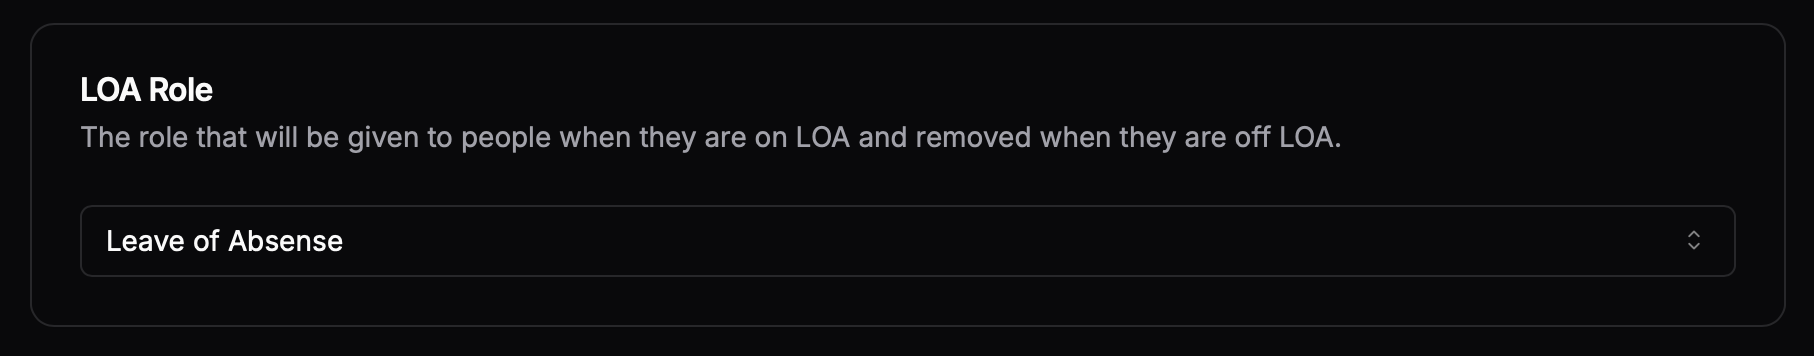 LOA Role
The role that will be given to people when they are on LOA and removed when they are off LOA.
Leave of Absense